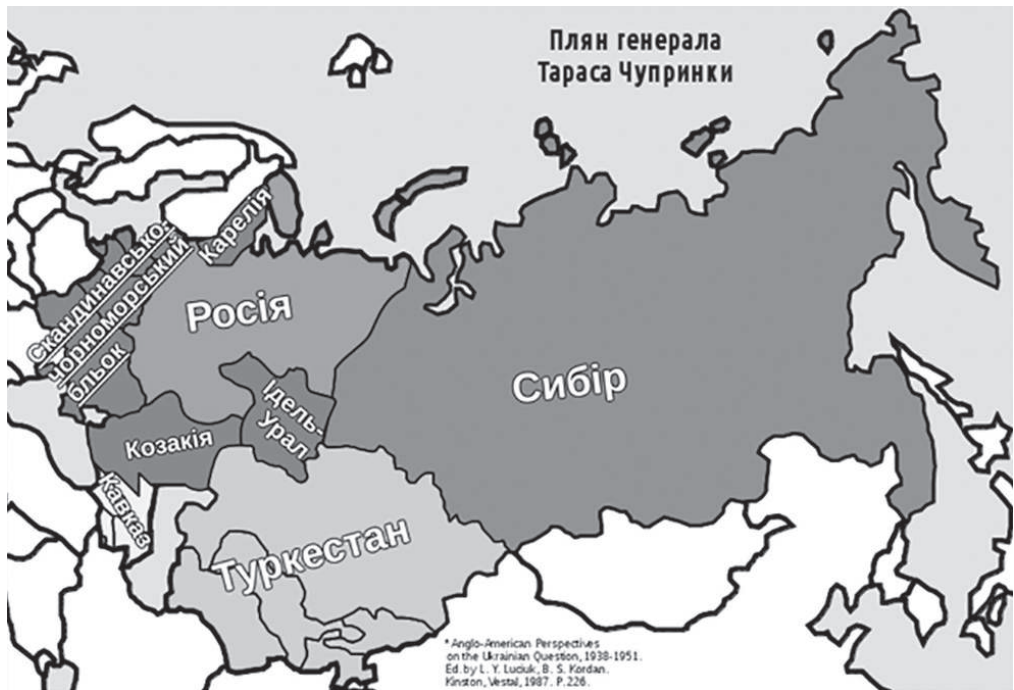 Плян генерала
Тараса Чупринки
Карелія
Скандинавсько-
чорноморський
бльок
Росія
Сибір
Ідель-
Урал
Козакія
Кавказ
Туркестан
* Anglo-American Perspectives
on the Ukrainian Question, 1938-1951.
Ed. by L. Y. Luciuk, B. S. Kordan.
Kinston, Vestal, 1987. P. 226.